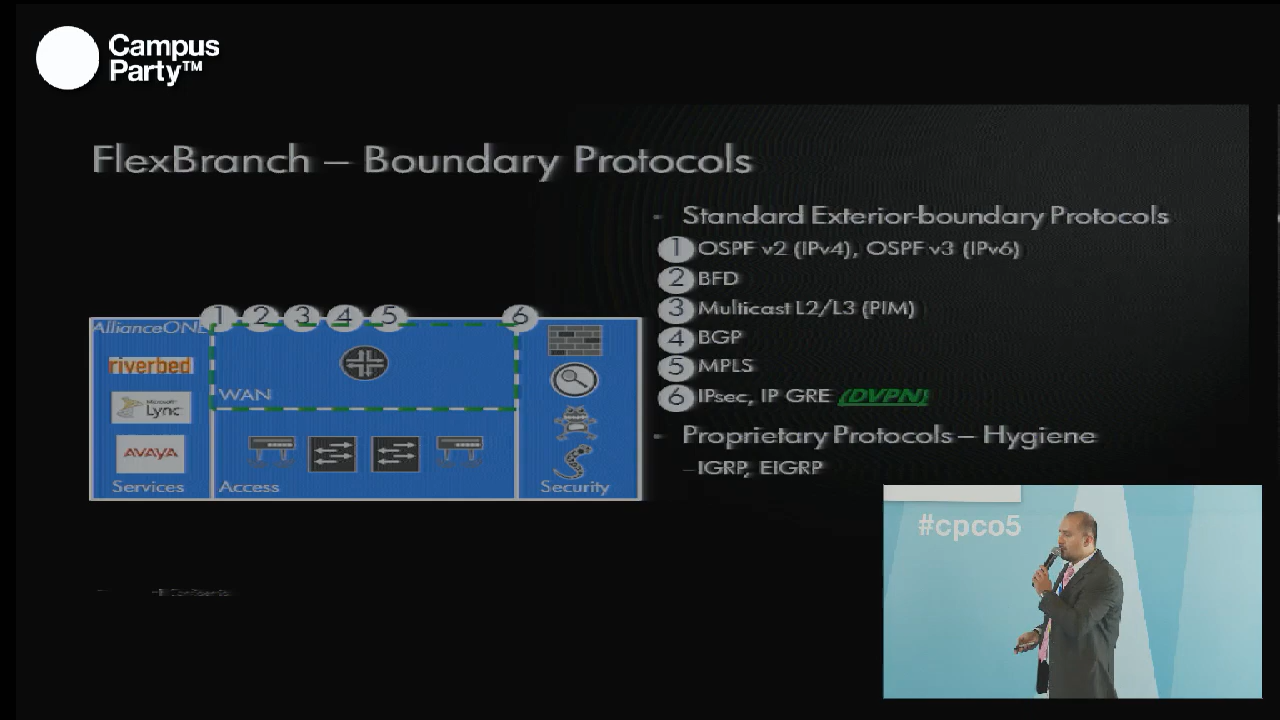 Campus
Party™
FlexBranch – Boundary Protocols
- Standard Exterior-boundary Protocols
1 OSPF v2 (IPv4), OSPF v3 (IPv6)
2 BFD
3 Multicast L2/L3 (PIM)
4 BGP
5 MPLS
6 IPsec, IP GRE (DVPN)
- Proprietary Protocols – Hygiene
–IGRP, EIGRP
1 2 3 4 5 6
AllianceONE
riverbed
Microsoft
Lync
AVAYA
Services
WAN
Access
Security
Confidential
#cpco5